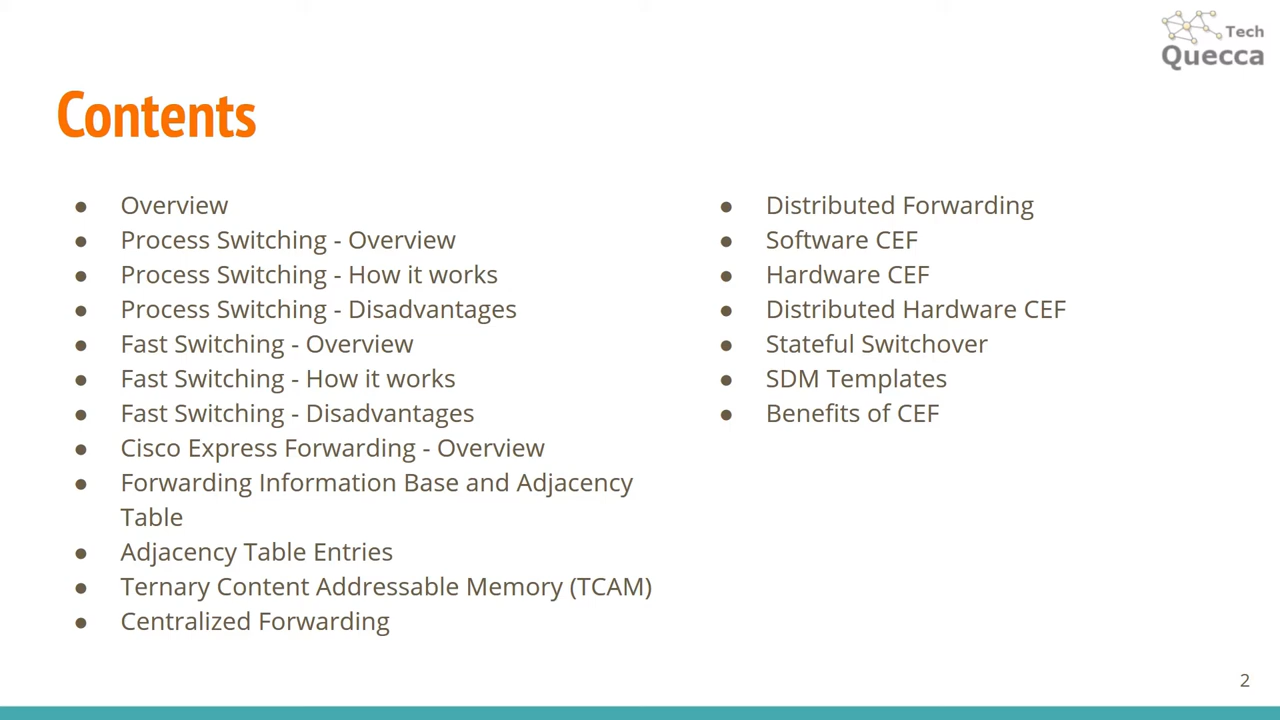 Tech
Quecca
Contents
● Overview
● Process Switching - Overview
● Process Switching - How it works
● Process Switching - Disadvantages
● Fast Switching - Overview
● Fast Switching - How it works
● Fast Switching - Disadvantages
● Cisco Express Forwarding - Overview
● Forwarding Information Base and Adjacency
Table
● Adjacency Table Entries
● Ternary Content Addressable Memory (TCAM)
● Centralized Forwarding
● Distributed Forwarding
● Software CEF
● Hardware CEF
● Distributed Hardware CEF
● Stateful Switchover
● SDM Templates
● Benefits of CEF
2